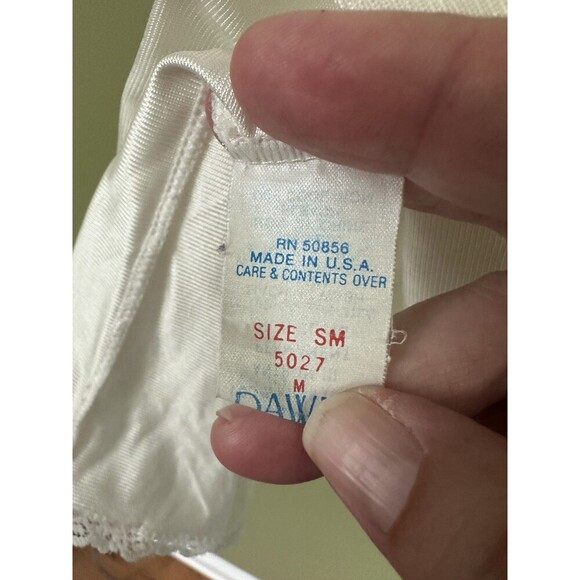 RN 50856
MADE IN U.S.A.
CARE & CONTENTS OVER
SIZE SM
5027
M